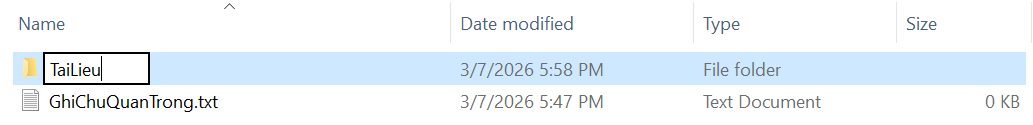 Name Date modified Type Size
TaiLieu 3/7/2026 5:58 PM File folder
GhiChuQuanTrong.txt 3/7/2026 5:47 PM Text Document 0 KB